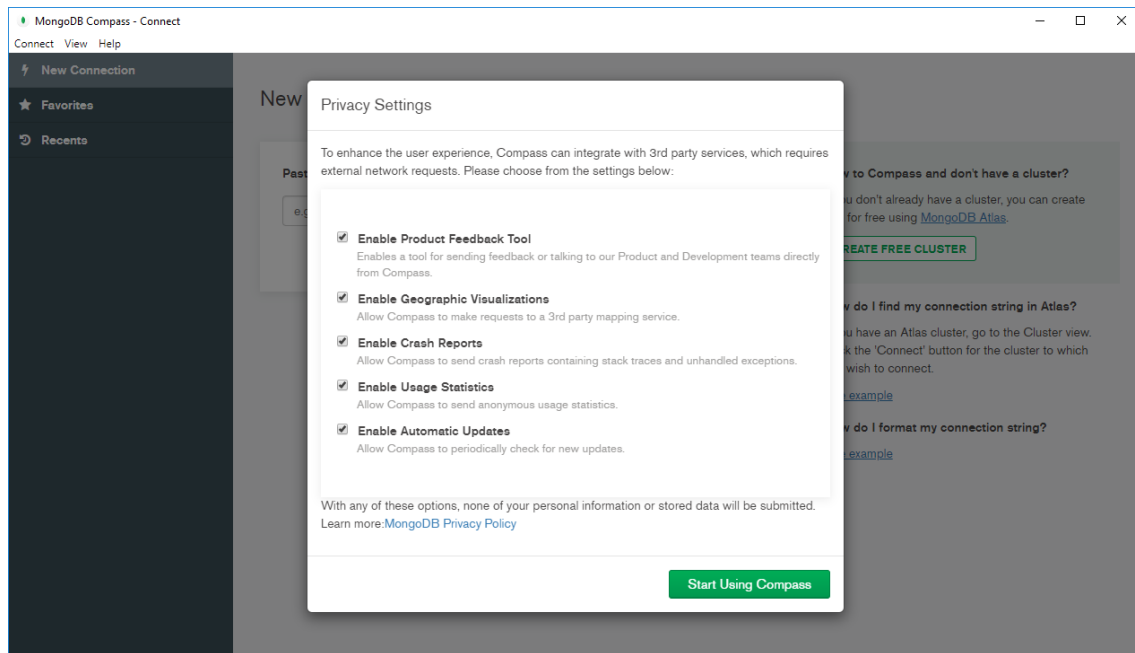 MongoDB Compass - Connect
Connect View Help
New Connection
Favorites
Recents
New
Past
e.g
Privacy Settings
To enhance the user experience, Compass can integrate with 3rd party services, which requires
external network requests. Please choose from the settings below:
Enable Product Feedback Tool
Enables a tool for sending feedback or talking to our Product and Development teams directly
from Compass.
Enable Geographic Visualizations
Allow Compass to make requests to a 3rd party mapping service.
Enable Crash Reports
Allow Compass to send crash reports containing stack traces and unhandled exceptions.
Enable Usage Statistics
Allow Compass to send anonymous usage statistics.
Enable Automatic Updates
Allow Compass to periodically check for new updates.
With any of these options, none of your personal information or stored data will be submitted.
Learn more:MongoDB Privacy Policy
Start Using Compass
to Compass and don't have a cluster?
don't already have a cluster, you can create
for free using MongoDB Atlas.
REATE FREE CLUSTER
do I find my connection string in Atlas?
have an Atlas cluster, go to the Cluster view.
the 'Connect' button for the cluster to which
wish to connect.
example
do I format my connection string?
example